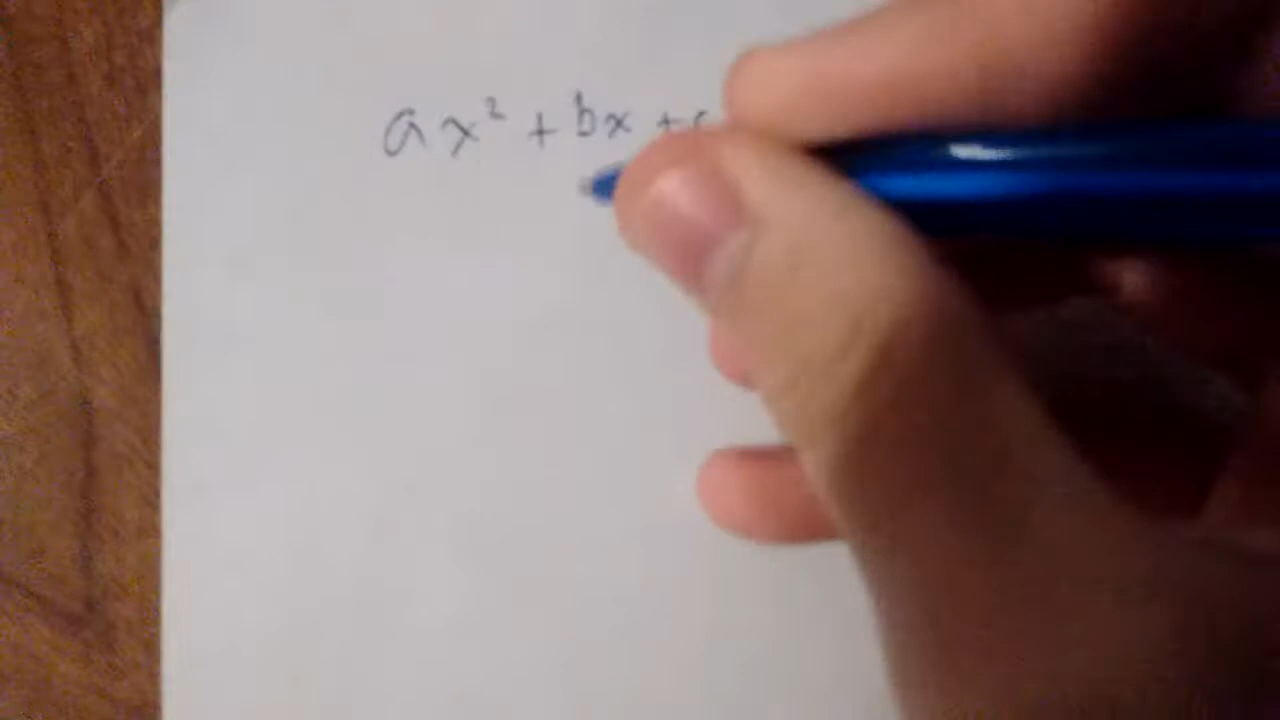 ax² + bx + c